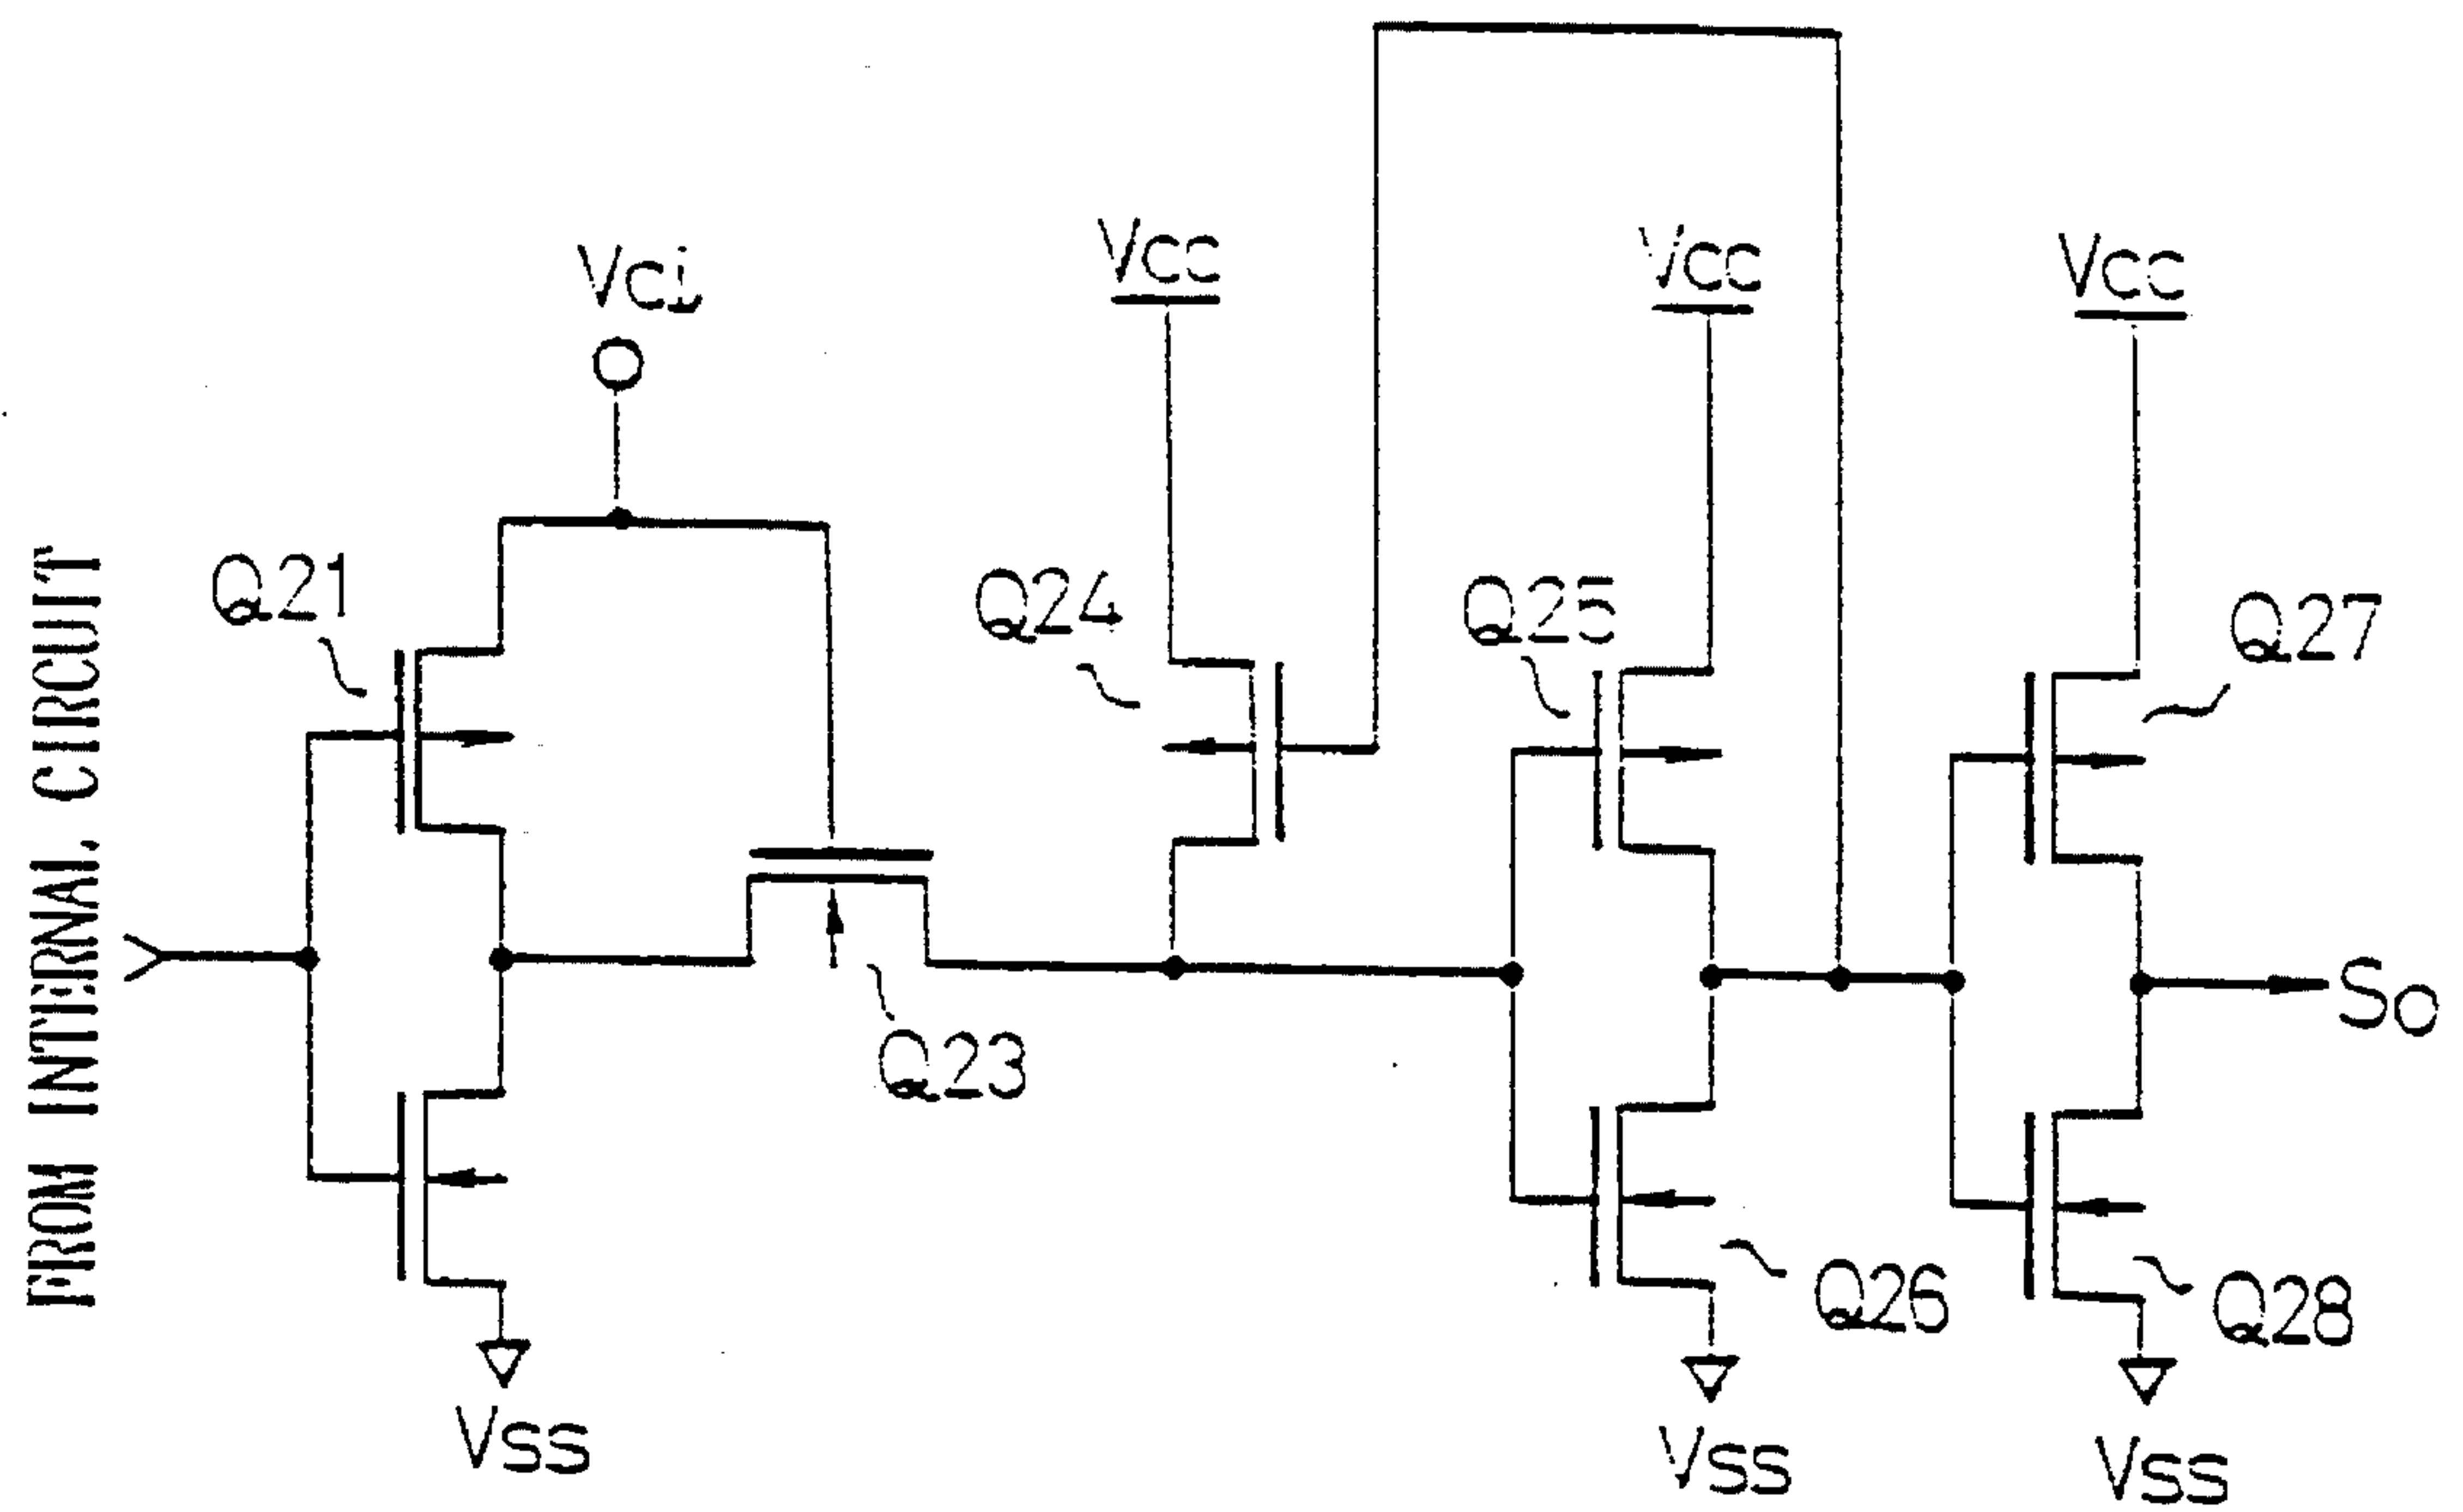 Vci
Vcc
Vcc
Vcc
Q21
Q24
Q25
Q27
FROM INTERNAL CIRCUIT
Q23
So
Q26
Q28
Vss
Vss
Vss